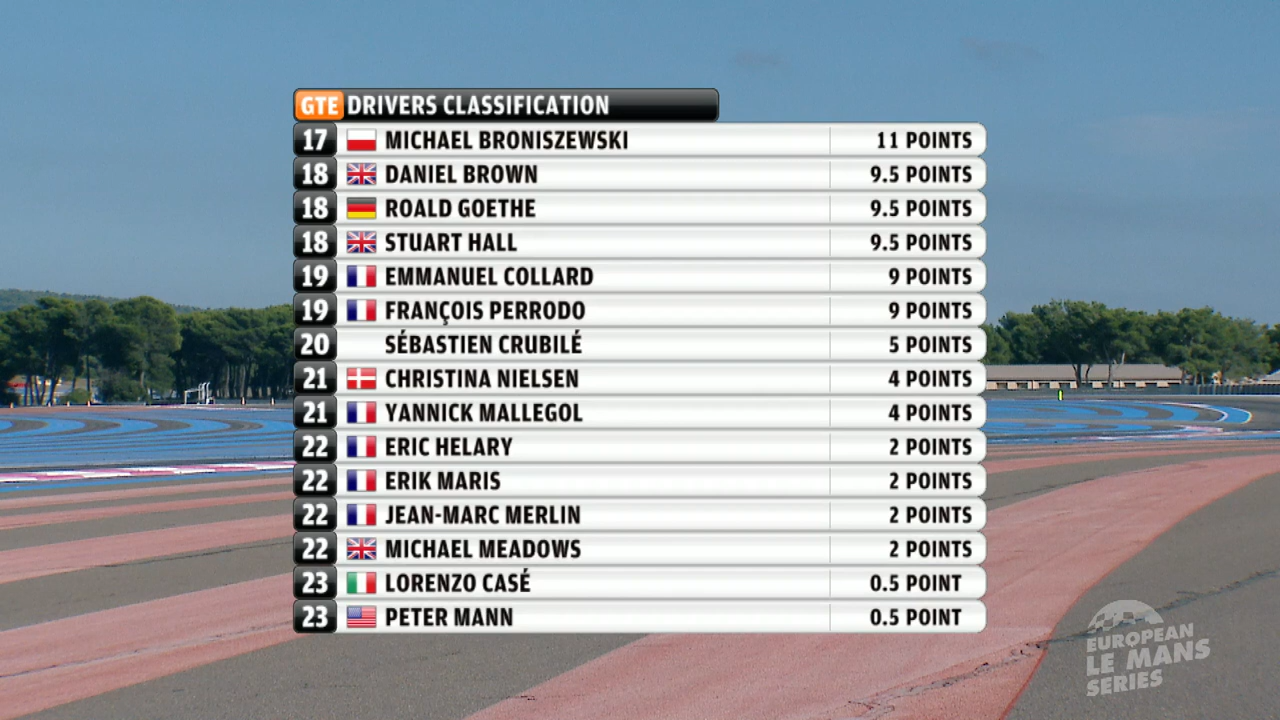 GTE DRIVERS CLASSIFICATION
17 MICHAEL BRONISZEWSKI 11 POINTS
18 DANIEL BROWN 9.5 POINTS
18 ROALD GOETHE 9.5 POINTS
18 STUART HALL 9.5 POINTS
19 EMMANUEL COLLARD 9 POINTS
19 FRANÇOIS PERRODO 9 POINTS
20 SÉBASTIEN CRUBILÉ 5 POINTS
21 CHRISTINA NIELSEN 4 POINTS
21 YANNICK MALLEGOL 4 POINTS
22 ERIC HELARY 2 POINTS
22 ERIK MARIS 2 POINTS
22 JEAN-MARC MERLIN 2 POINTS
22 MICHAEL MEADOWS 2 POINTS
23 LORENZO CASÉ 0.5 POINT
23 PETER MANN 0.5 POINT
EUROPEAN
LE MANS
SERIES